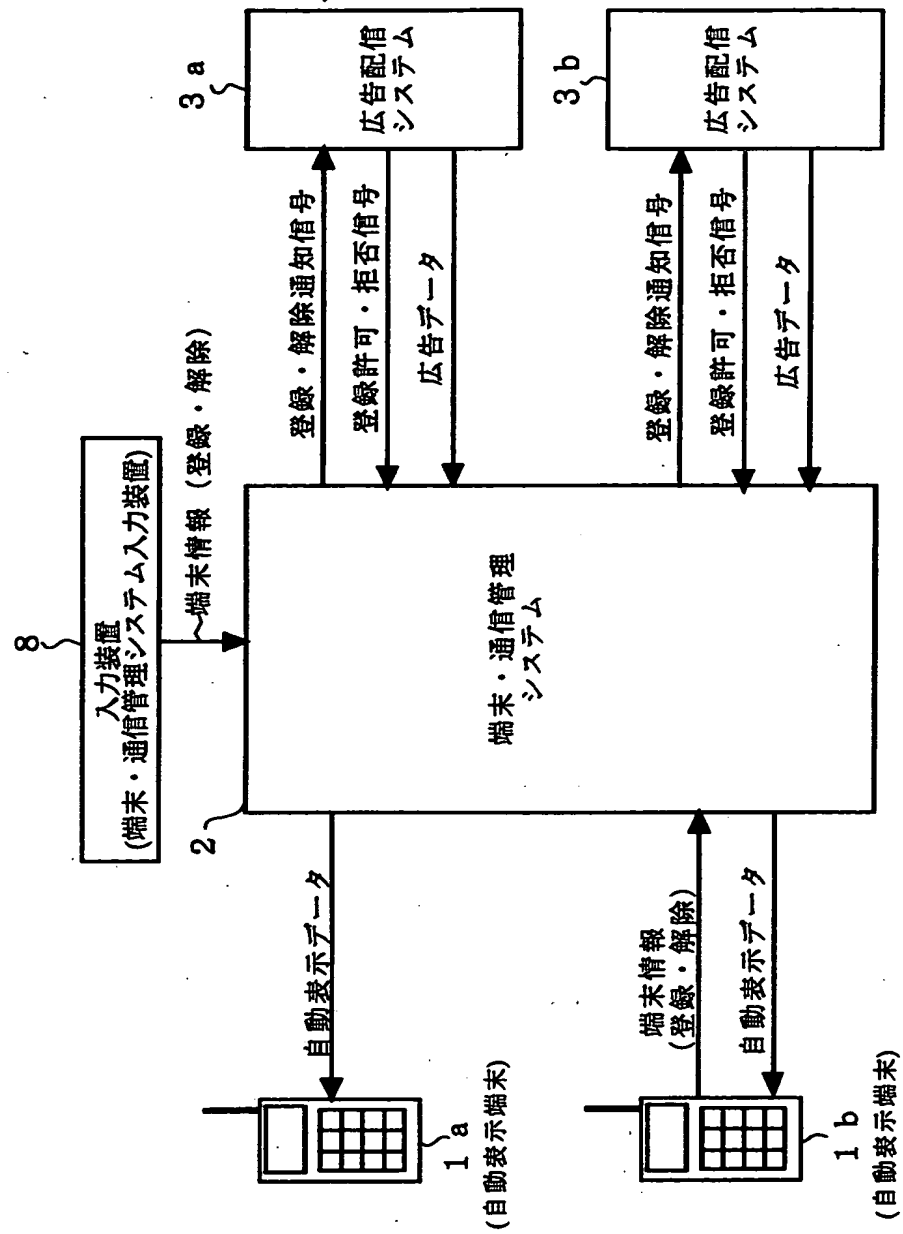 8
入力装置
(端末・通信管理システム入力装置)
端末情報 (登録・解除)
2
端末・通信管理
システム
自動表示データ
1a
(自動表示端末)
端末情報
(登録・解除)
自動表示データ
1b
(自動表示端末)
登録・解除通知信号
登録許可・拒否信号
広告データ
3a
広告配信
システム
登録・解除通知信号
登録許可・拒否信号
広告データ
3b
広告配信
システム